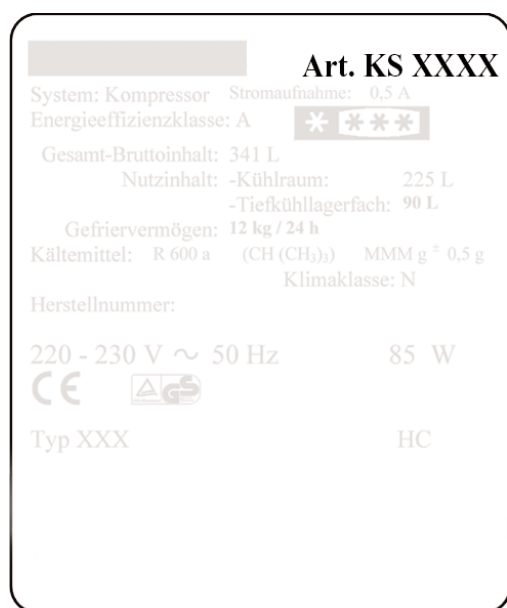 Art. KS XXXX
System: Kompressor Stromaufnahme: 0,5 A
Energieeffizienzklasse: A
Gesamt-Bruttoinhalt: 341 L
Nutzinhalt: -Kühlraum: 225 L
-Tiefkühllagerfach: 90 L
Gefriervermögen: 12 kg / 24 h
Kältemittel: R 600 a (CH (CH₃)₃) MMM g ± 0,5 g
Klimaklasse: N
Herstellnummer:
220 - 230 V ~ 50 Hz 85 W
CE GS
Typ XXX HC